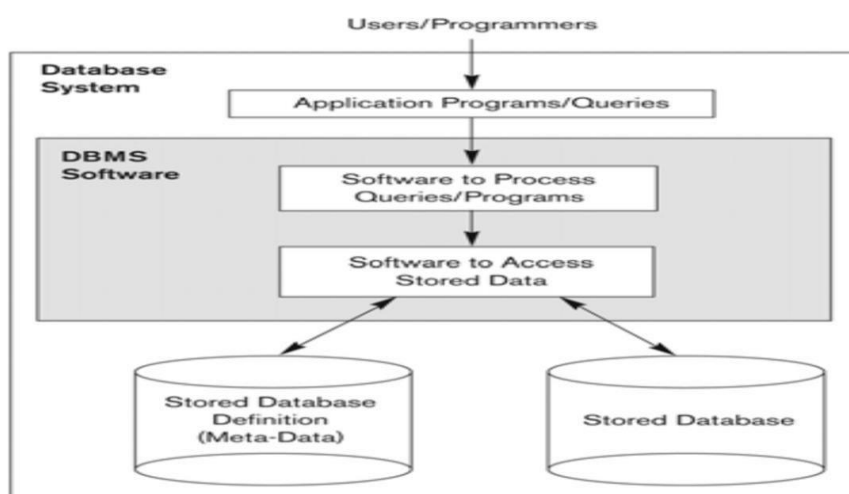 Users/Programmers
Database
System
Application Programs/Queries
DBMS
Software
Software to Process
Queries/Programs
Software to Access
Stored Data
Stored Database
Definition
(Meta-Data)
Stored Database